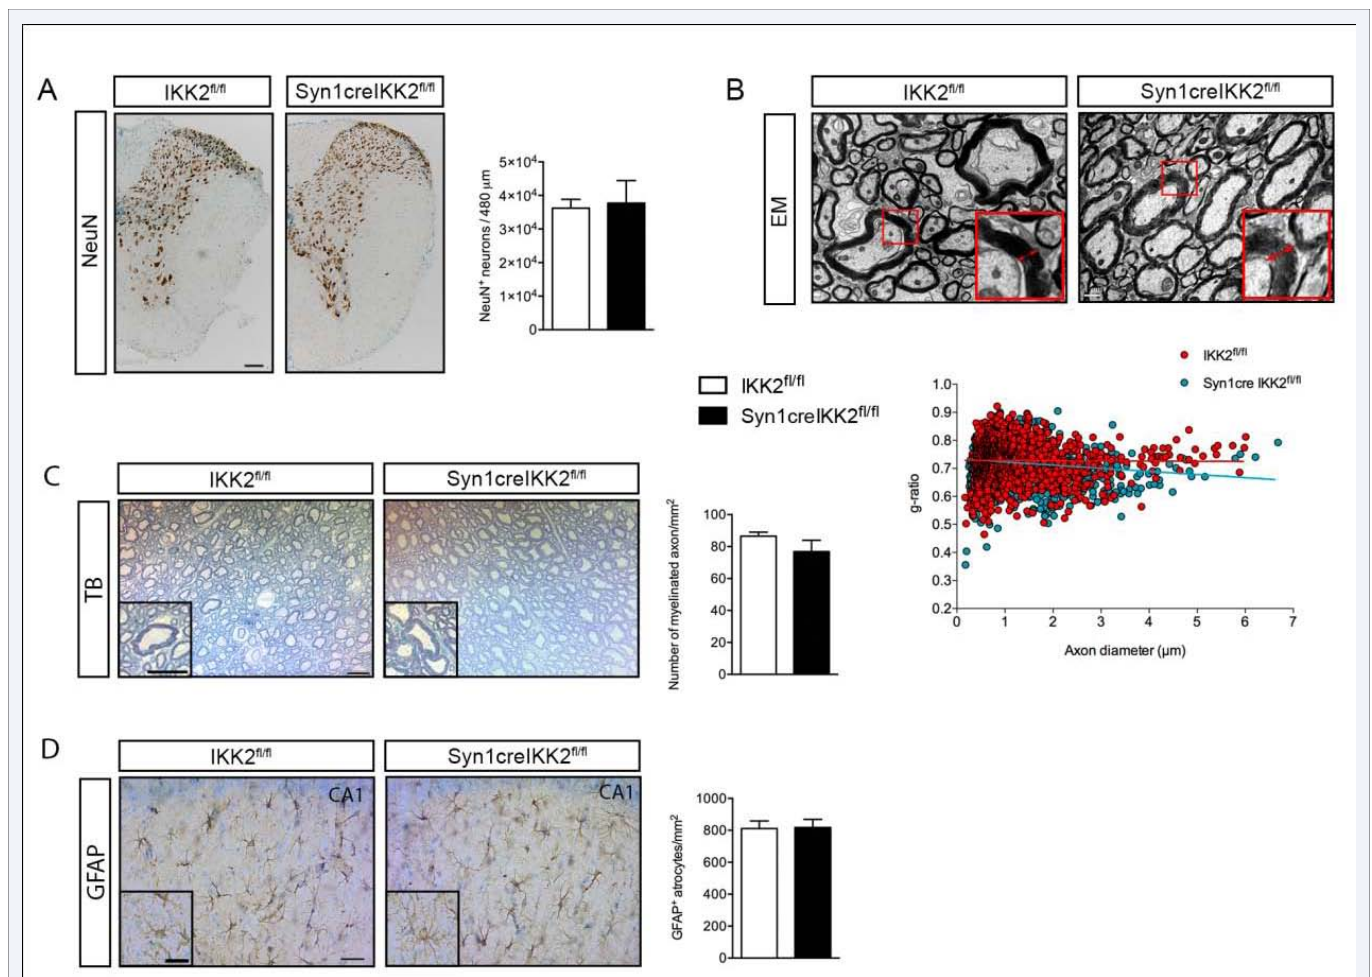 A
IKK2fl/fl
Syn1creIKK2fl/fl
NeuN
NeuN+ neurons / 480 µm
5×10⁴
4×10⁴
3×10⁴
2×10⁴
1×10⁴
0
B
IKK2fl/fl
Syn1creIKK2fl/fl
EM
IKK2fl/fl
Syn1creIKK2fl/fl
IKK2fl/fl
Syn1cre IKK2fl/fl
g-ratio
1.0
0.9
0.8
0.7
0.6
0.5
0.4
0.3
0.2
0 1 2 3 4 5 6 7
Axon diameter (µm)
C
IKK2fl/fl
Syn1creIKK2fl/fl
TB
Number of myelinated axon/mm²
100
80
60
40
20
0
D
IKK2fl/fl
Syn1creIKK2fl/fl
GFAP
CA1
CA1
GFAP+ atrocytes/mm²
1000
800
600
400
200
0